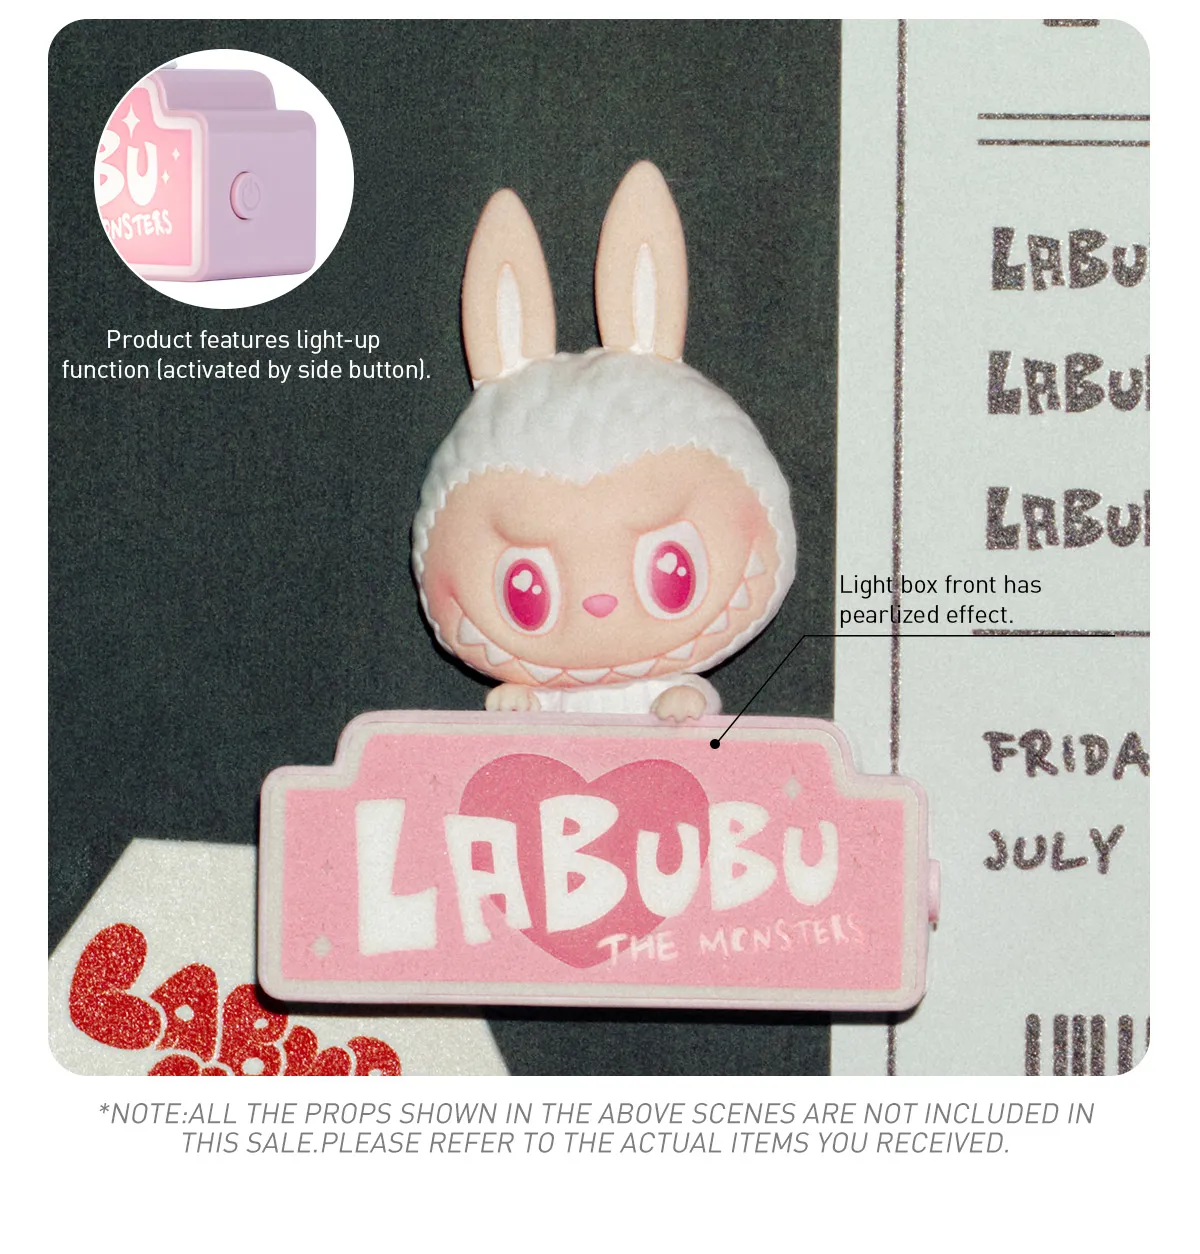 BU
MONSTERS
Product features light-up
function (activated by side button).
LABU
LABU
LABU
Light box front has
pearlized effect.
FRIDA
JULY
LABUBU
THE MONSTERS
LABUBU
*NOTE:ALL THE PROPS SHOWN IN THE ABOVE SCENES ARE NOT INCLUDED IN
THIS SALE.PLEASE REFER TO THE ACTUAL ITEMS YOU RECEIVED.